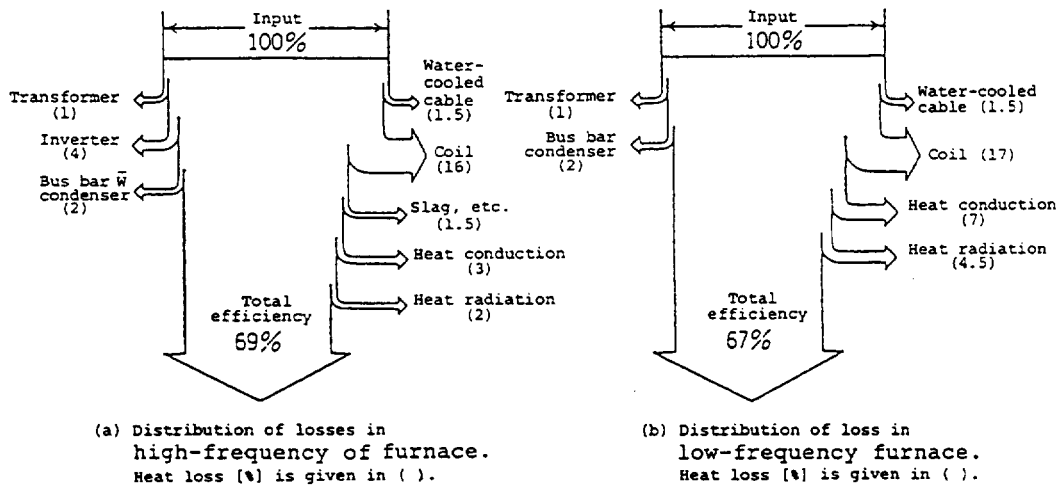 Input
100%
Transformer
(1)
Inverter
(4)
Bus bar w̄
condenser
(2)
Water-
cooled
cable
(1.5)
Coil
(16)
Slag, etc.
(1.5)
Heat conduction
(3)
Heat radiation
(2)
Total
efficiency
69%
(a) Distribution of losses in
high-frequency of furnace.
Heat loss [%] is given in ( ).
Input
100%
Transformer
(1)
Bus bar
condenser
(2)
Water-cooled
cable (1.5)
Coil (17)
Heat conduction
(7)
Heat radiation
(4.5)
Total
efficiency
67%
(b) Distribution of loss in
low-frequency furnace.
Heat loss [%] is given in ( ).